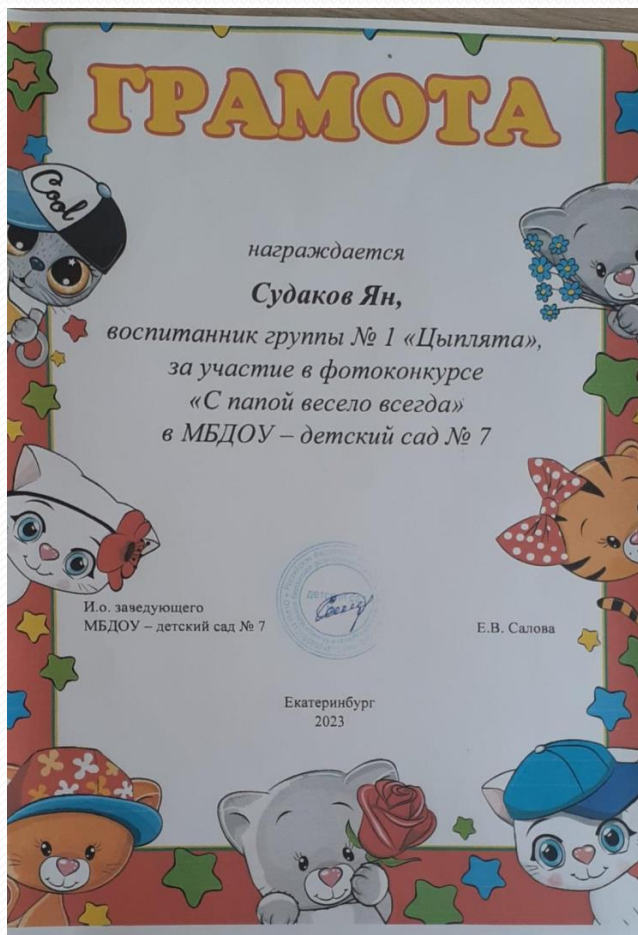 Cool
ГРАМОТА
награждается
Судаков Ян,
воспитанник группы № 1 «Цыплята»,
за участие в фотоконкурсе
«С папой весело всегда»
в МБДОУ – детский сад № 7
И.о. заведующего
МБДОУ – детский сад № 7
Е.В. Салова
Екатеринбург
2023